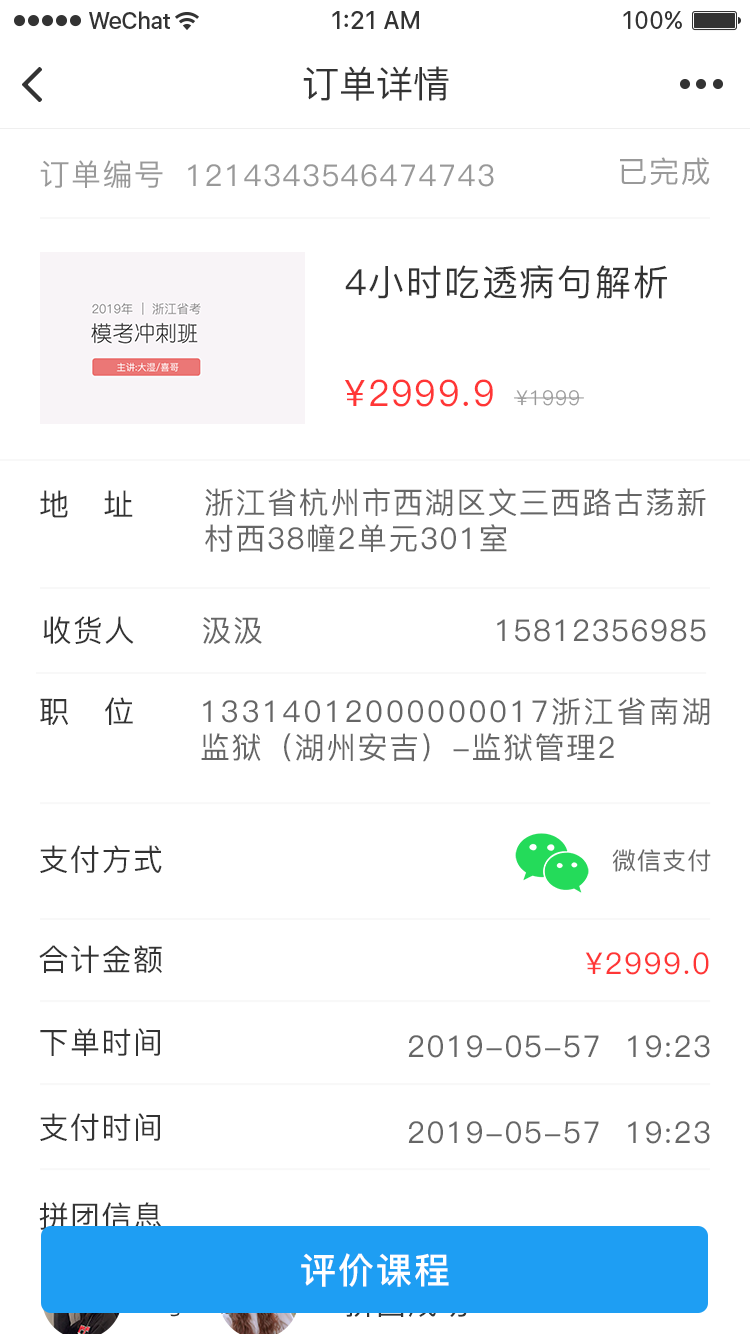 WeChat 1:21 AM 100%
订单详情
订单编号 1214343546474743 已完成
2019年 | 浙江省考
模考冲刺班
主讲:大湿/喜哥
4小时吃透病句解析
¥2999.9 ¥1999
地 址 浙江省杭州市西湖区文三西路古荡新
村西38幢2单元301室
收货人 汲汲 15812356985
职 位 13314012000000017浙江省南湖
监狱（湖州安吉）-监狱管理2
支付方式 微信支付
合计金额 ¥2999.0
下单时间 2019-05-57 19:23
支付时间 2019-05-57 19:23
拼团信息
评价课程